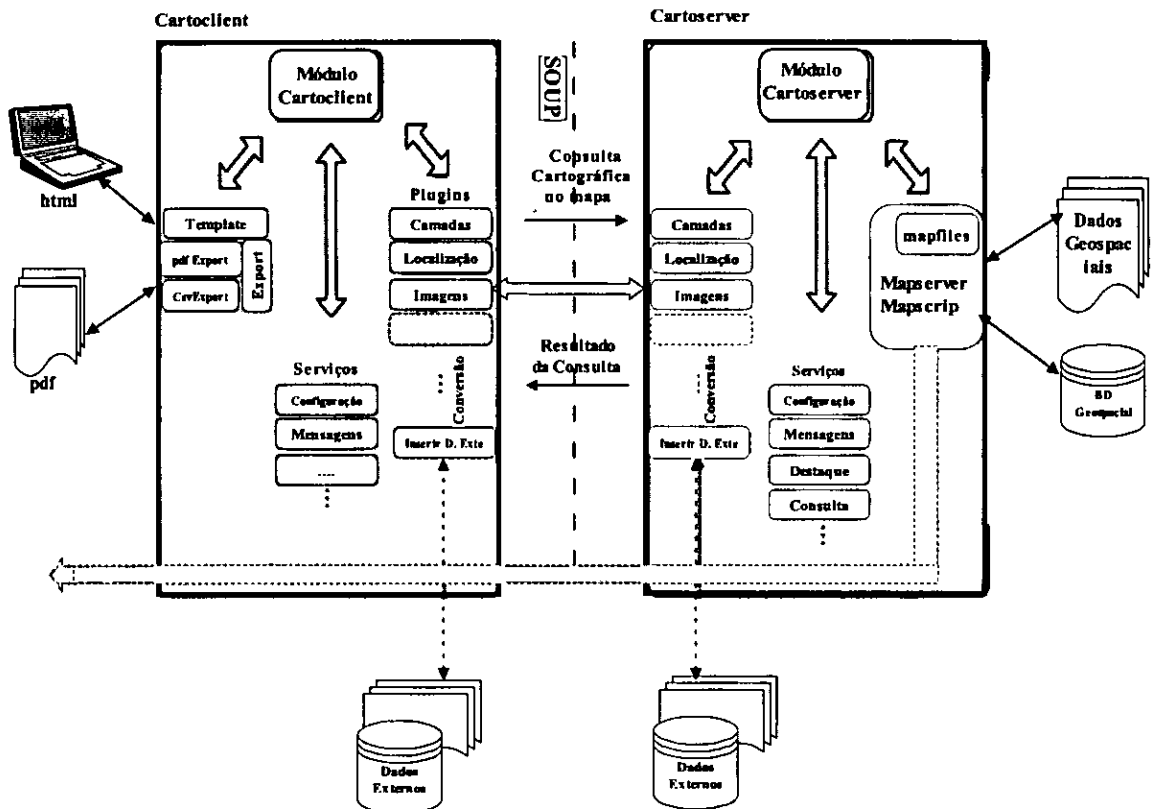 Cartoclient
Cartoserver
Módulo
Cartoclient
[SOUP]
Módulo
Cartoserver
html
pdf
Template
pdf Export
CsvExport
Export
Plugins
Camadas
Localização
Imagens
Conversão
Inserir D. Exte
Serviços
Configuração
Mensagens
....
Consulta
Cartográfica
no mapa
Resultado
da Consulta
Camadas
Localização
Imagens
Conversão
Inserir D. Exte
Serviços
Configuração
Mensagens
Destaque
Consulta
mapfiles
Mapserver
Mapscrip
Dados
Geospac
iais
BD
Geospacial
Dados
Externos
Dados
Externos